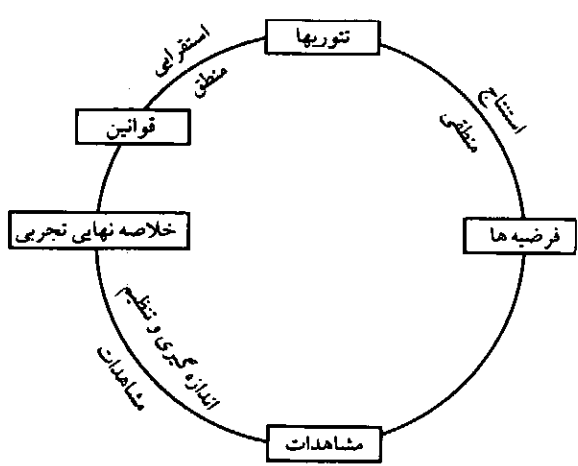 تئوریها
استقرایی
منطق
استنتاج
منطقی
قوانین
خلاصه نهایی تجربی
فرضیه ها
اندازه گیری و تنظیم
مشاهدات
مشاهدات